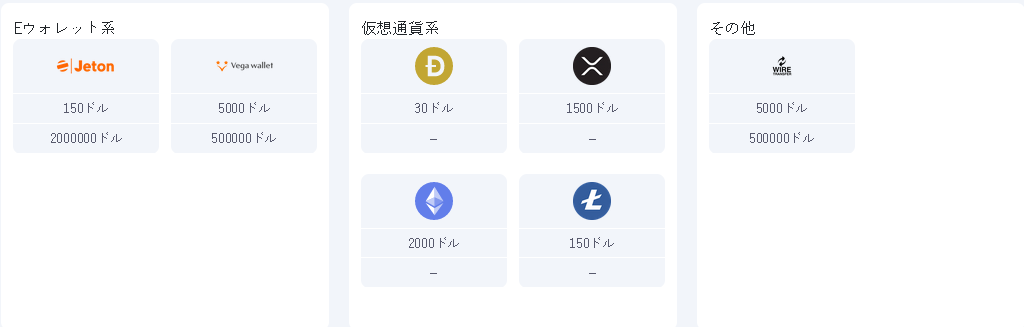 Eウォレット系
Jeton
150ドル
2000000ドル
Vega wallet
5000ドル
500000ドル
仮想通貨系
30ドル
–
1500ドル
–
2000ドル
–
150ドル
–
その他
WIRE
TRANSFER
5000ドル
500000ドル